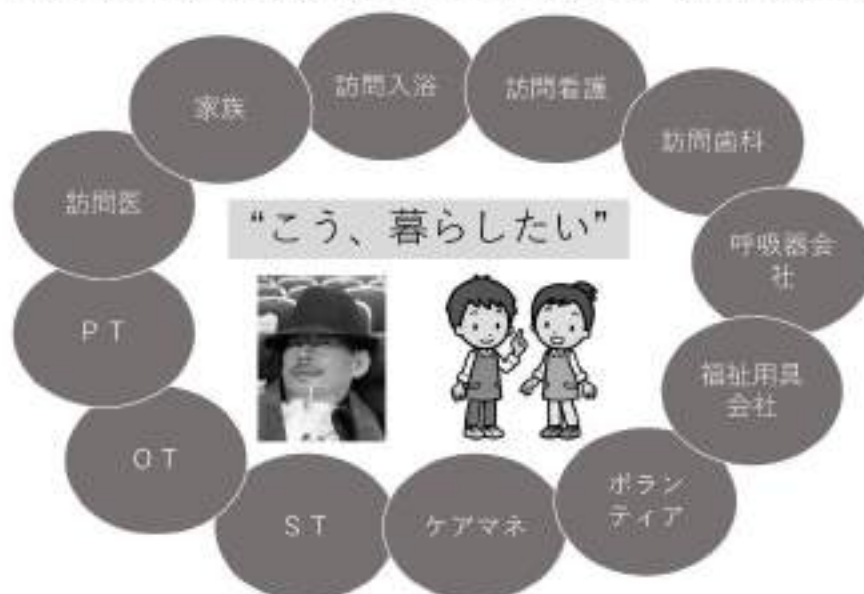 訪問入浴
訪問看護
家族
訪問歯科
訪問医
“こう、暮らしたい”
呼吸器会
社
PT
福祉用具
会社
OT
ボラン
ティア
ST
ケアマネ